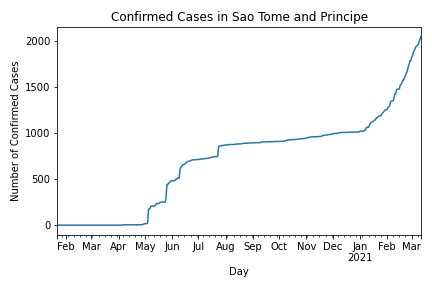 Confirmed Cases in Sao Tome and Principe
Number of Confirmed Cases
2000
1500
1000
500
0
Feb Mar Apr May Jun Jul Aug Sep Oct Nov Dec Jan Feb Mar
2021
Day